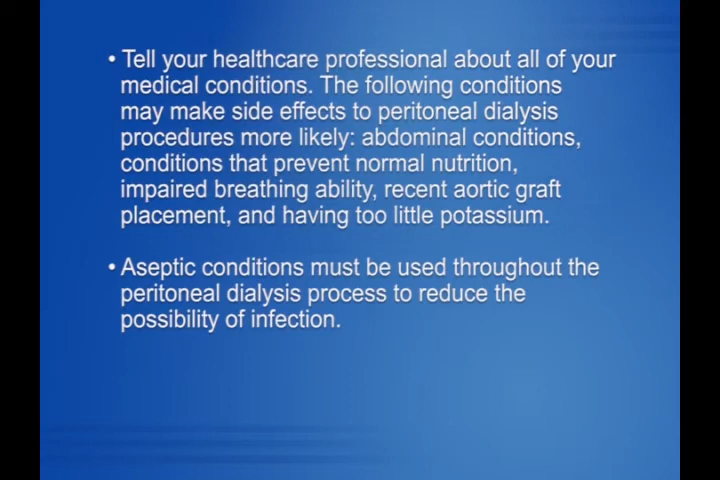 • Tell your healthcare professional about all of your
medical conditions. The following conditions
may make side effects to peritoneal dialysis
procedures more likely: abdominal conditions,
conditions that prevent normal nutrition,
impaired breathing ability, recent aortic graft
placement, and having too little potassium.
• Aseptic conditions must be used throughout the
peritoneal dialysis process to reduce the
possibility of infection.